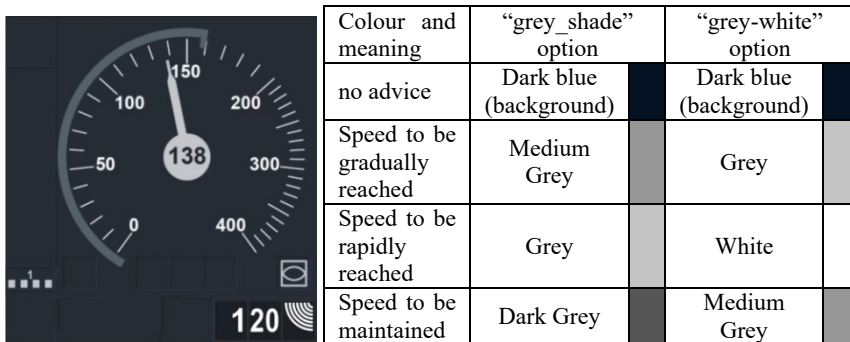 150
100
200
138
50
300
0
400
1
120
Colour and
meaning
“grey_shade”
option
“grey-white”
option
no advice
Dark blue
(background)
Dark blue
(background)
Speed to be
gradually
reached
Medium
Grey
Grey
Speed to be
rapidly
reached
Grey
White
Speed to be
maintained
Dark Grey
Medium
Grey